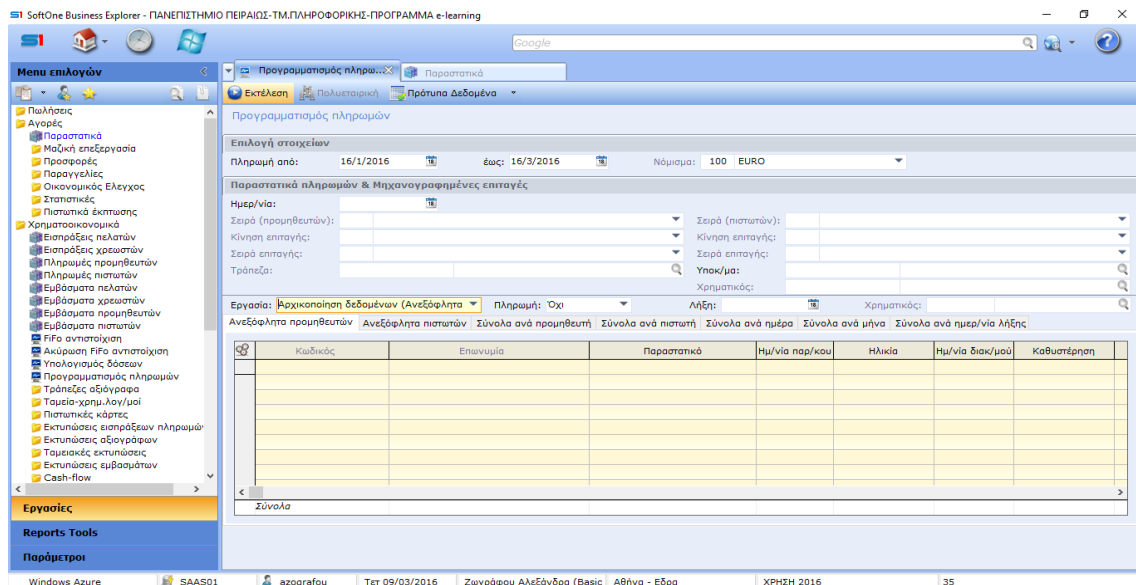 S1 SoftOne Business Explorer - ΠΑΝΕΠΙΣΤΗΜΙΟ ΠΕΙΡΑΙΩΣ-ΤΜ.ΠΛΗΡΟΦΟΡΙΚΗΣ-ΠΡΟΓΡΑΜΜΑ e-learning
S1 Google
Menu επιλογών
Πωλήσεις
Αγορές
Παραστατικά
Μαζική επεξεργασία
Προσφορές
Παραγγελίες
Οικονομικός Ελεγχος
Στατιστικές
Πιστωτικά έκπτωσης
Χρηματοοικονομικά
Εισπράξεις πελατών
Εισπράξεις χρεωστών
Πληρωμές προμηθευτών
Πληρωμές πιστωτών
Εμβάσματα πελατών
Εμβάσματα χρεωστών
Εμβάσματα προμηθευτών
Εμβάσματα πιστωτών
FiFo αντιστοίχιση
Ακύρωση FiFo αντιστοίχιση
Υπολογισμός δόσεων
Προγραμματισμός πληρωμών
Τράπεζες αξιόγραφα
Ταμεία-χρημ.λογ/μοί
Πιστωτικές κάρτες
Εκτυπώσεις εισπράξεων πληρωμώ
Εκτυπώσεις αξιογράφων
Ταμειακές εκτυπώσεις
Εκτυπώσεις εμβασμάτων
Cash-flow
Εργασίες
Reports Tools
Παράμετροι
Προγραμματισμός πληρω... Παραστατικά
Εκτέλεση Πολυεταιρική Πρότυπα Δεδομένα
Προγραμματισμός πληρωμών
Επιλογή στοιχείων
Πληρωμή από: 16/1/2016 έως: 16/3/2016 Νόμισμα: 100 EURO
Παραστατικά πληρωμών & Μηχανογραφημένες επιταγές
Ημερ/νία:
Σειρά (προμηθευτών): Σειρά (πιστωτών):
Κίνηση επιταγής: Κίνηση επιταγής:
Σειρά επιταγής: Σειρά επιταγής:
Τράπεζα: Υποκ/μα:
Χρηματικός:
Εργασία: Αρχικοποίηση δεδομένων (Ανεξόφλητα Πληρωμή: Όχι Λήξη: Χρηματικός:
Ανεξόφλητα προμηθευτών Ανεξόφλητα πιστωτών Σύνολα ανά προμηθευτή Σύνολα ανά πιστωτή Σύνολα ανά ημέρα Σύνολα ανά μήνα Σύνολα ανά ημερ/νία λήξης
Κωδικός Επωνυμία Παραστατικό Ημ/νία παρ/κου Ηλικία Ημ/νία διακ/μού Καθυστέρηση
Σύνολα
Windows Azure SAAS01 azografou Τετ 09/03/2016 Ζωγράφου Αλεξάνδρα (Basic Αθήνα - Εδρα ΧΡΗΣΗ 2016 35